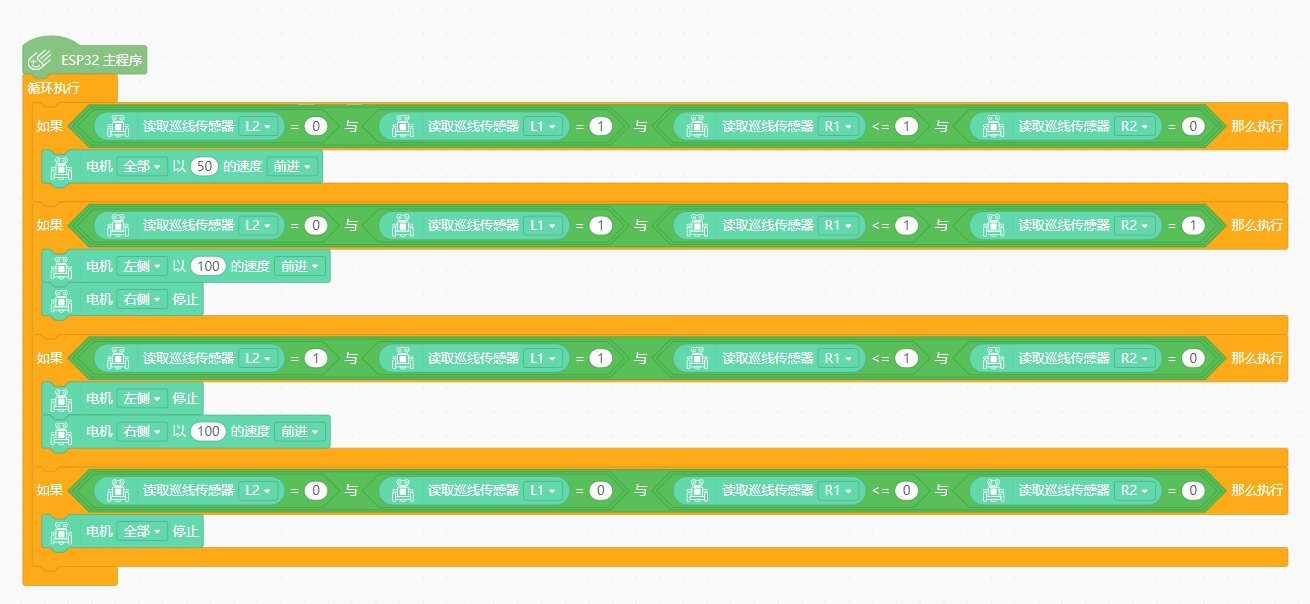 ESP32 主程序
循环执行
如果 读取巡线传感器 L2 = 0 与 读取巡线传感器 L1 = 1 与 读取巡线传感器 R1 <= 1 与 读取巡线传感器 R2 = 0 那么执行
电机 全部 以 50 的速度 前进
如果 读取巡线传感器 L2 = 0 与 读取巡线传感器 L1 = 1 与 读取巡线传感器 R1 <= 1 与 读取巡线传感器 R2 = 1 那么执行
电机 左侧 以 100 的速度 前进
电机 右侧 停止
如果 读取巡线传感器 L2 = 1 与 读取巡线传感器 L1 = 1 与 读取巡线传感器 R1 <= 1 与 读取巡线传感器 R2 = 0 那么执行
电机 左侧 停止
电机 右侧 以 100 的速度 前进
如果 读取巡线传感器 L2 = 0 与 读取巡线传感器 L1 = 0 与 读取巡线传感器 R1 <= 0 与 读取巡线传感器 R2 = 0 那么执行
电机 全部 停止